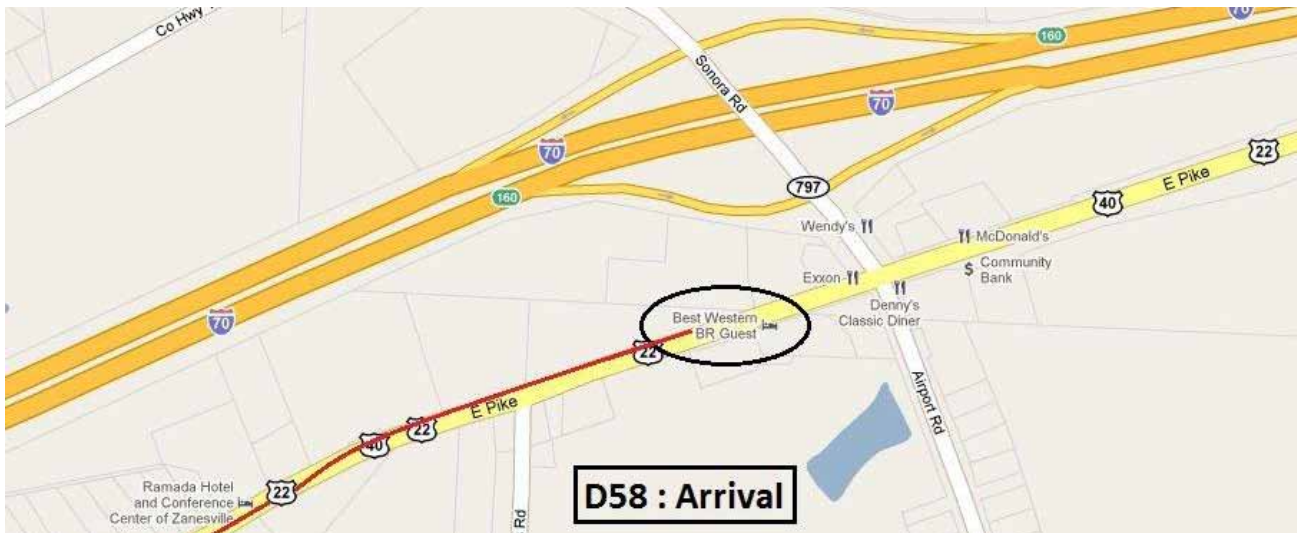 Co Hwy
70
160
Sonora Rd
70
70
22
E Pike
160
797
40
Wendy's
McDonald's
Exxon
$ Community
Bank
Denny's
Classic Diner
70
Best Western
BR Guest
22
Airport Rd
E Pike
22
40
Ramada Hotel
and Conference
Center of Zanesville
22
Rd
D58 : Arrival